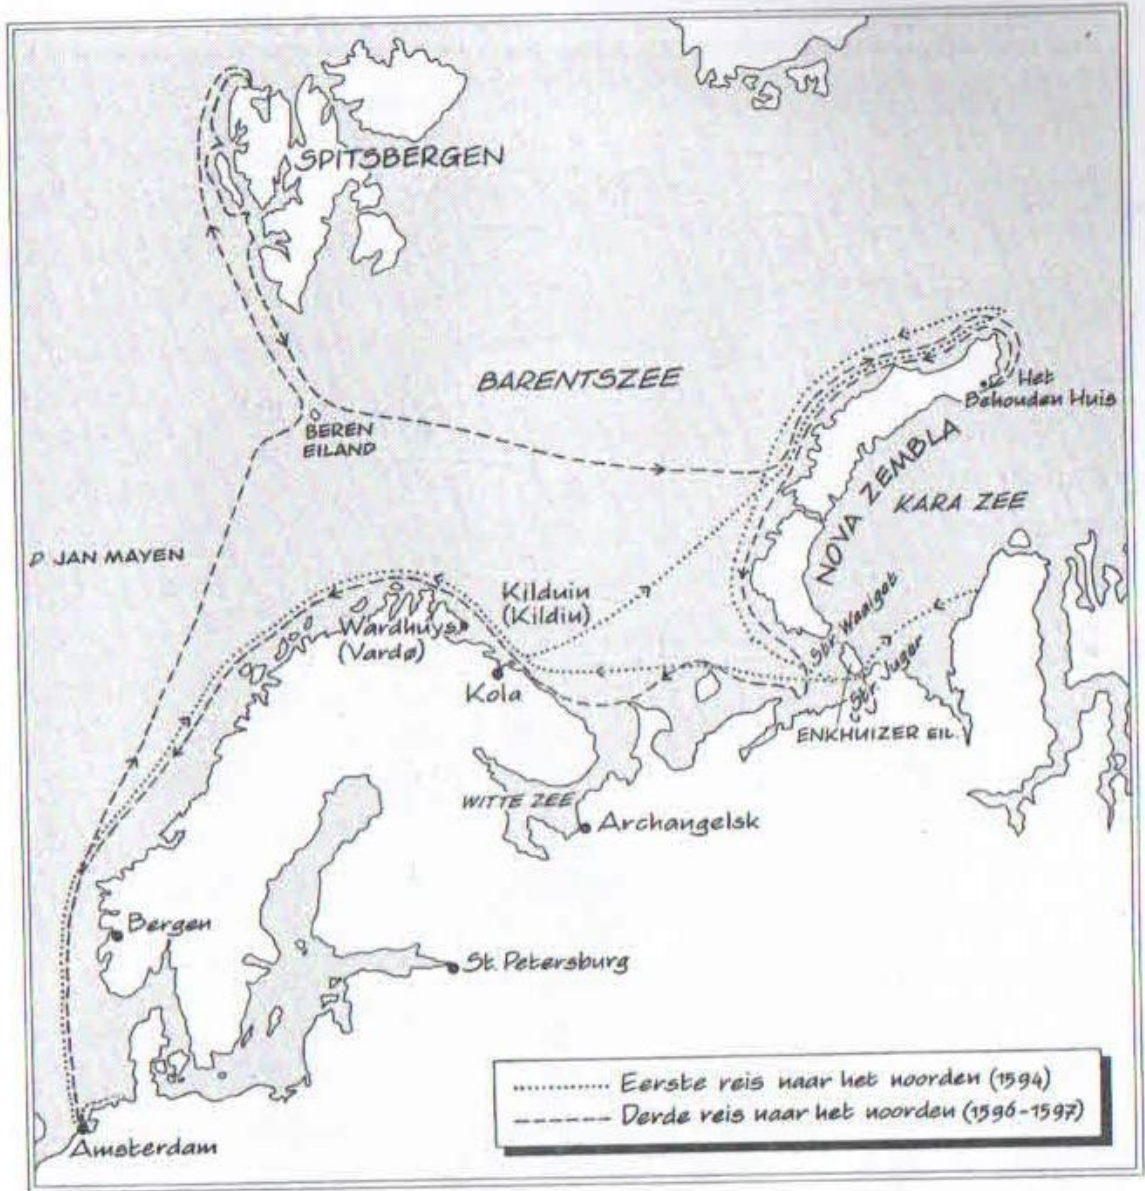 SPITSBERGEN
BARENTSZEE
Het
Behouden Huis
BEREN
EILAND
NOVA ZEMBLA
KARA ZEE
JAN MAYEN
Kilduin
(Kildiu)
Wardhuys
(Vardø)
Str. Waaigat
Str. Juger
Kola
ENKHUIZER EIL.
WITTE ZEE
Archangelsk
Bergen
St. Petersburg
Eerste reis naar het noorden (1594)
Derde reis naar het noorden (1596-1597)
Amsterdam